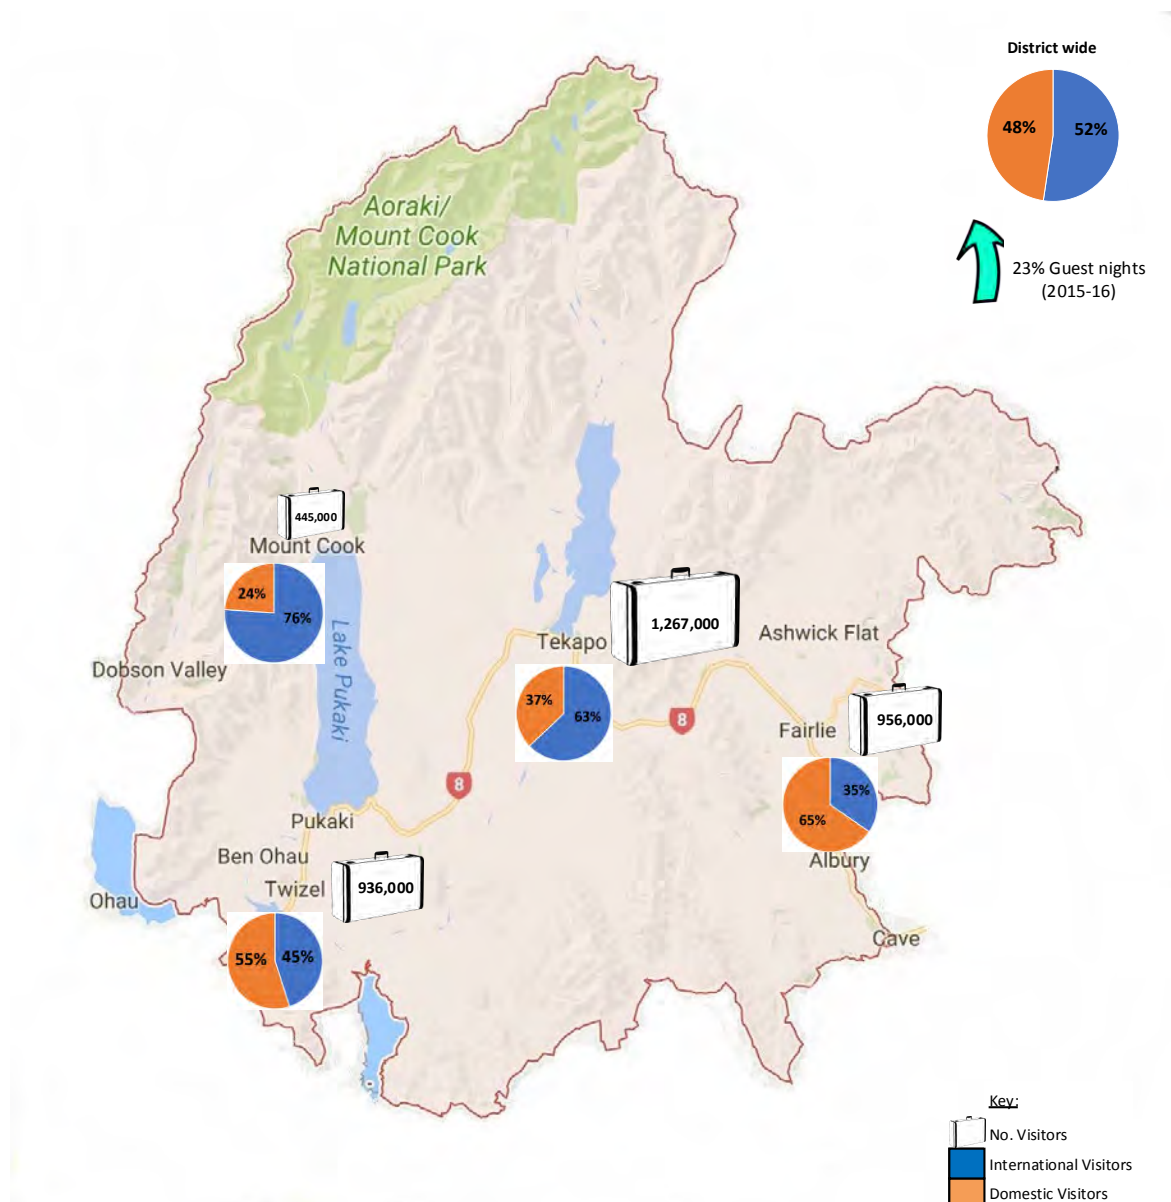 District wide
48%
52%
23% Guest nights
(2015-16)
Aoraki/
Mount Cook
National Park
445,000
Mount Cook
24%
76%
Lake Pukaki
Dobson Valley
Tekapo
1,267,000
37%
63%
8
Ashwick Flat
Fairlie
956,000
35%
65%
Albury
8
Pukaki
Ben Ohau
Twizel
936,000
Ohau
55%
45%
Cave
Key:
No. Visitors
International Visitors
Domestic Visitors